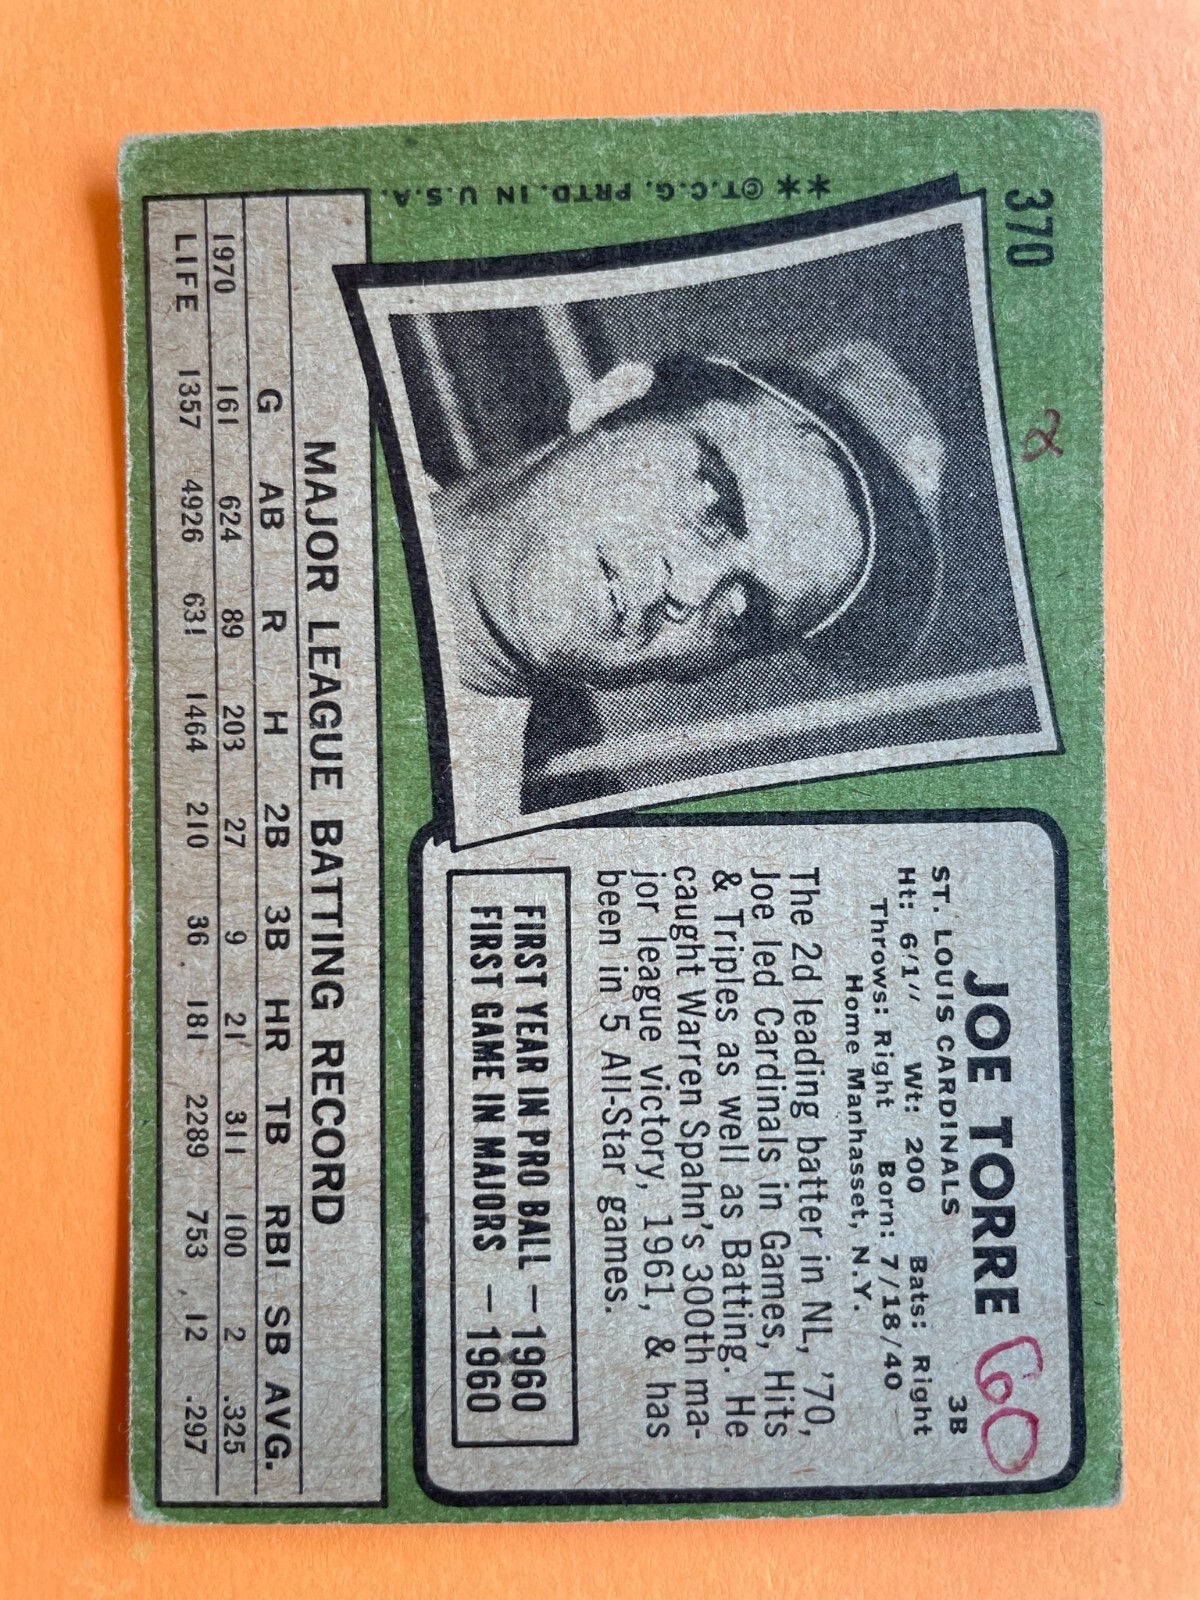 370
2
**©T.C.G. PRTD. IN U.S.A.
JOE TORRE 60
ST. LOUIS CARDINALS 3B
Ht: 6'1" Wt: 200 Bats: Right
Throws: Right Born: 7/18/40
Home Manhasset, N.Y.
The 2d leading batter in NL, '70,
Joe led Cardinals in Games, Hits
& Triples as well as Batting. He
caught Warren Spahn's 300th ma-
jor league victory, 1961, & has
been in 5 All-Star games.
FIRST YEAR IN PRO BALL — 1960
FIRST GAME IN MAJORS — 1960
MAJOR LEAGUE BATTING RECORD
G AB R H 2B 3B HR TB RBI SB AVG.
1970 161 624 89 203 27 9 21 311 100 2 .325
LIFE 1357 4926 631 1464 210 36 181 2289 753 12 .297